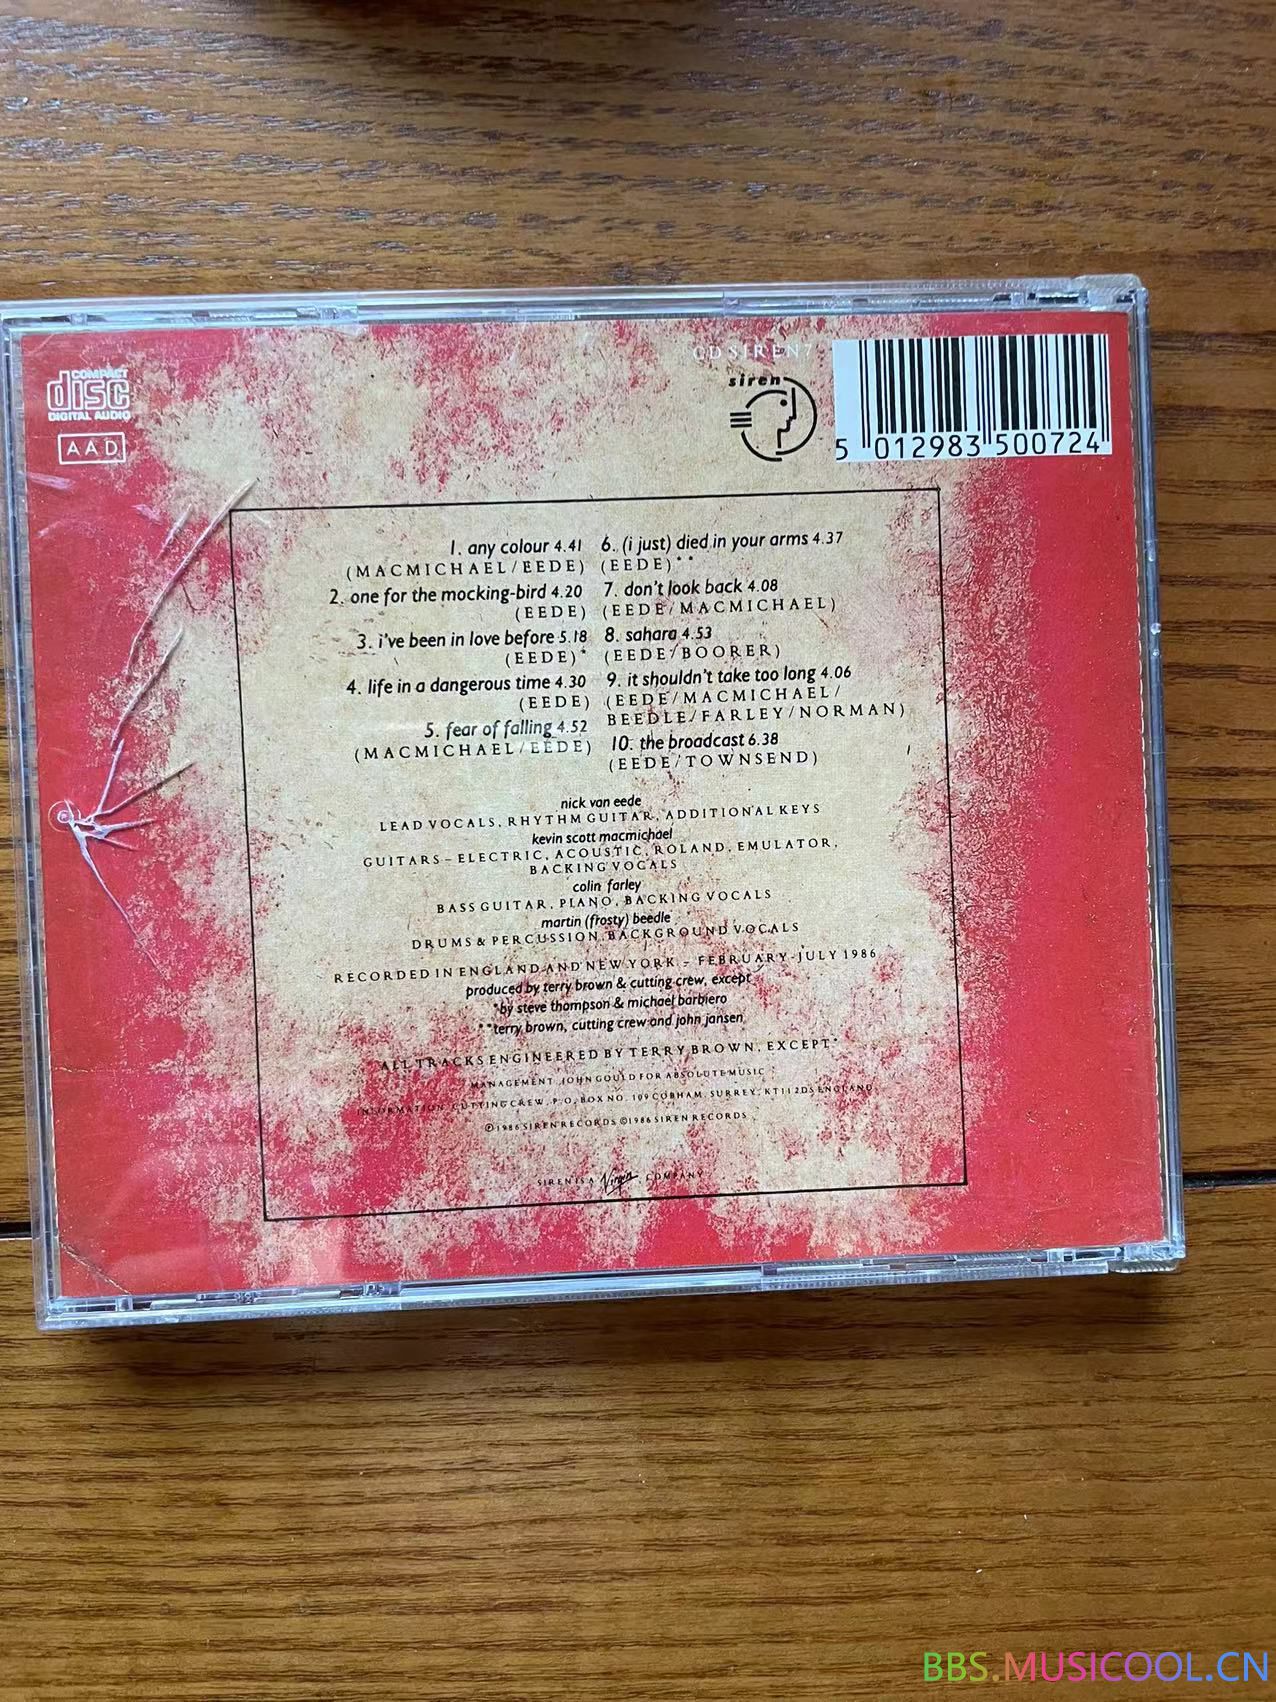 COMPACT
disc
DIGITAL AUDIO
AAD
CD SIREN 7
siren
5 012983 500724
1. any colour 4.41
(MACMICHAEL/EEDE)
2. one for the mocking-bird 4.20
(EEDE)
3. i've been in love before 5.18
(EEDE)*
4. life in a dangerous time 4.30
(EEDE)
5. fear of falling 4.52
(MACMICHAEL/EEDE)
6. (i just) died in your arms 4.37
(EEDE)**
7. don't look back 4.08
(EEDE/MACMICHAEL)
8. sahara 4.53
(EEDE/BOORER)
9. it shouldn't take too long 4.06
(EEDE/MACMICHAEL/
BEEDLE/FARLEY/NORMAN)
10. the broadcast 6.38
(EEDE/TOWNSEND)
nick van eede
LEAD VOCALS, RHYTHM GUITAR, ADDITIONAL KEYS
kevin scott macmichael
GUITARS – ELECTRIC, ACOUSTIC, ROLAND, EMULATOR,
BACKING VOCALS
colin farley
BASS GUITAR, PIANO, BACKING VOCALS
martin (frosty) beedle
DRUMS & PERCUSSION, BACKGROUND VOCALS
RECORDED IN ENGLAND AND NEW YORK – FEBRUARY-JULY 1986
produced by terry brown & cutting crew, except
*by steve thompson & michael barbiero
**terry brown, cutting crew and john jansen
ALL TRACKS ENGINEERED BY TERRY BROWN, EXCEPT*
MANAGEMENT JOHN GOULD FOR ABSOLUTE MUSIC
INFORMATION: CUTTING CREW, P.O. BOX NO. 109 COBHAM, SURREY, KT11 2DS ENGLAND
℗1986 SIREN RECORDS ©1986 SIREN RECORDS
SIREN IS A Virgin COMPANY
BBS.MUSICOOL.CN